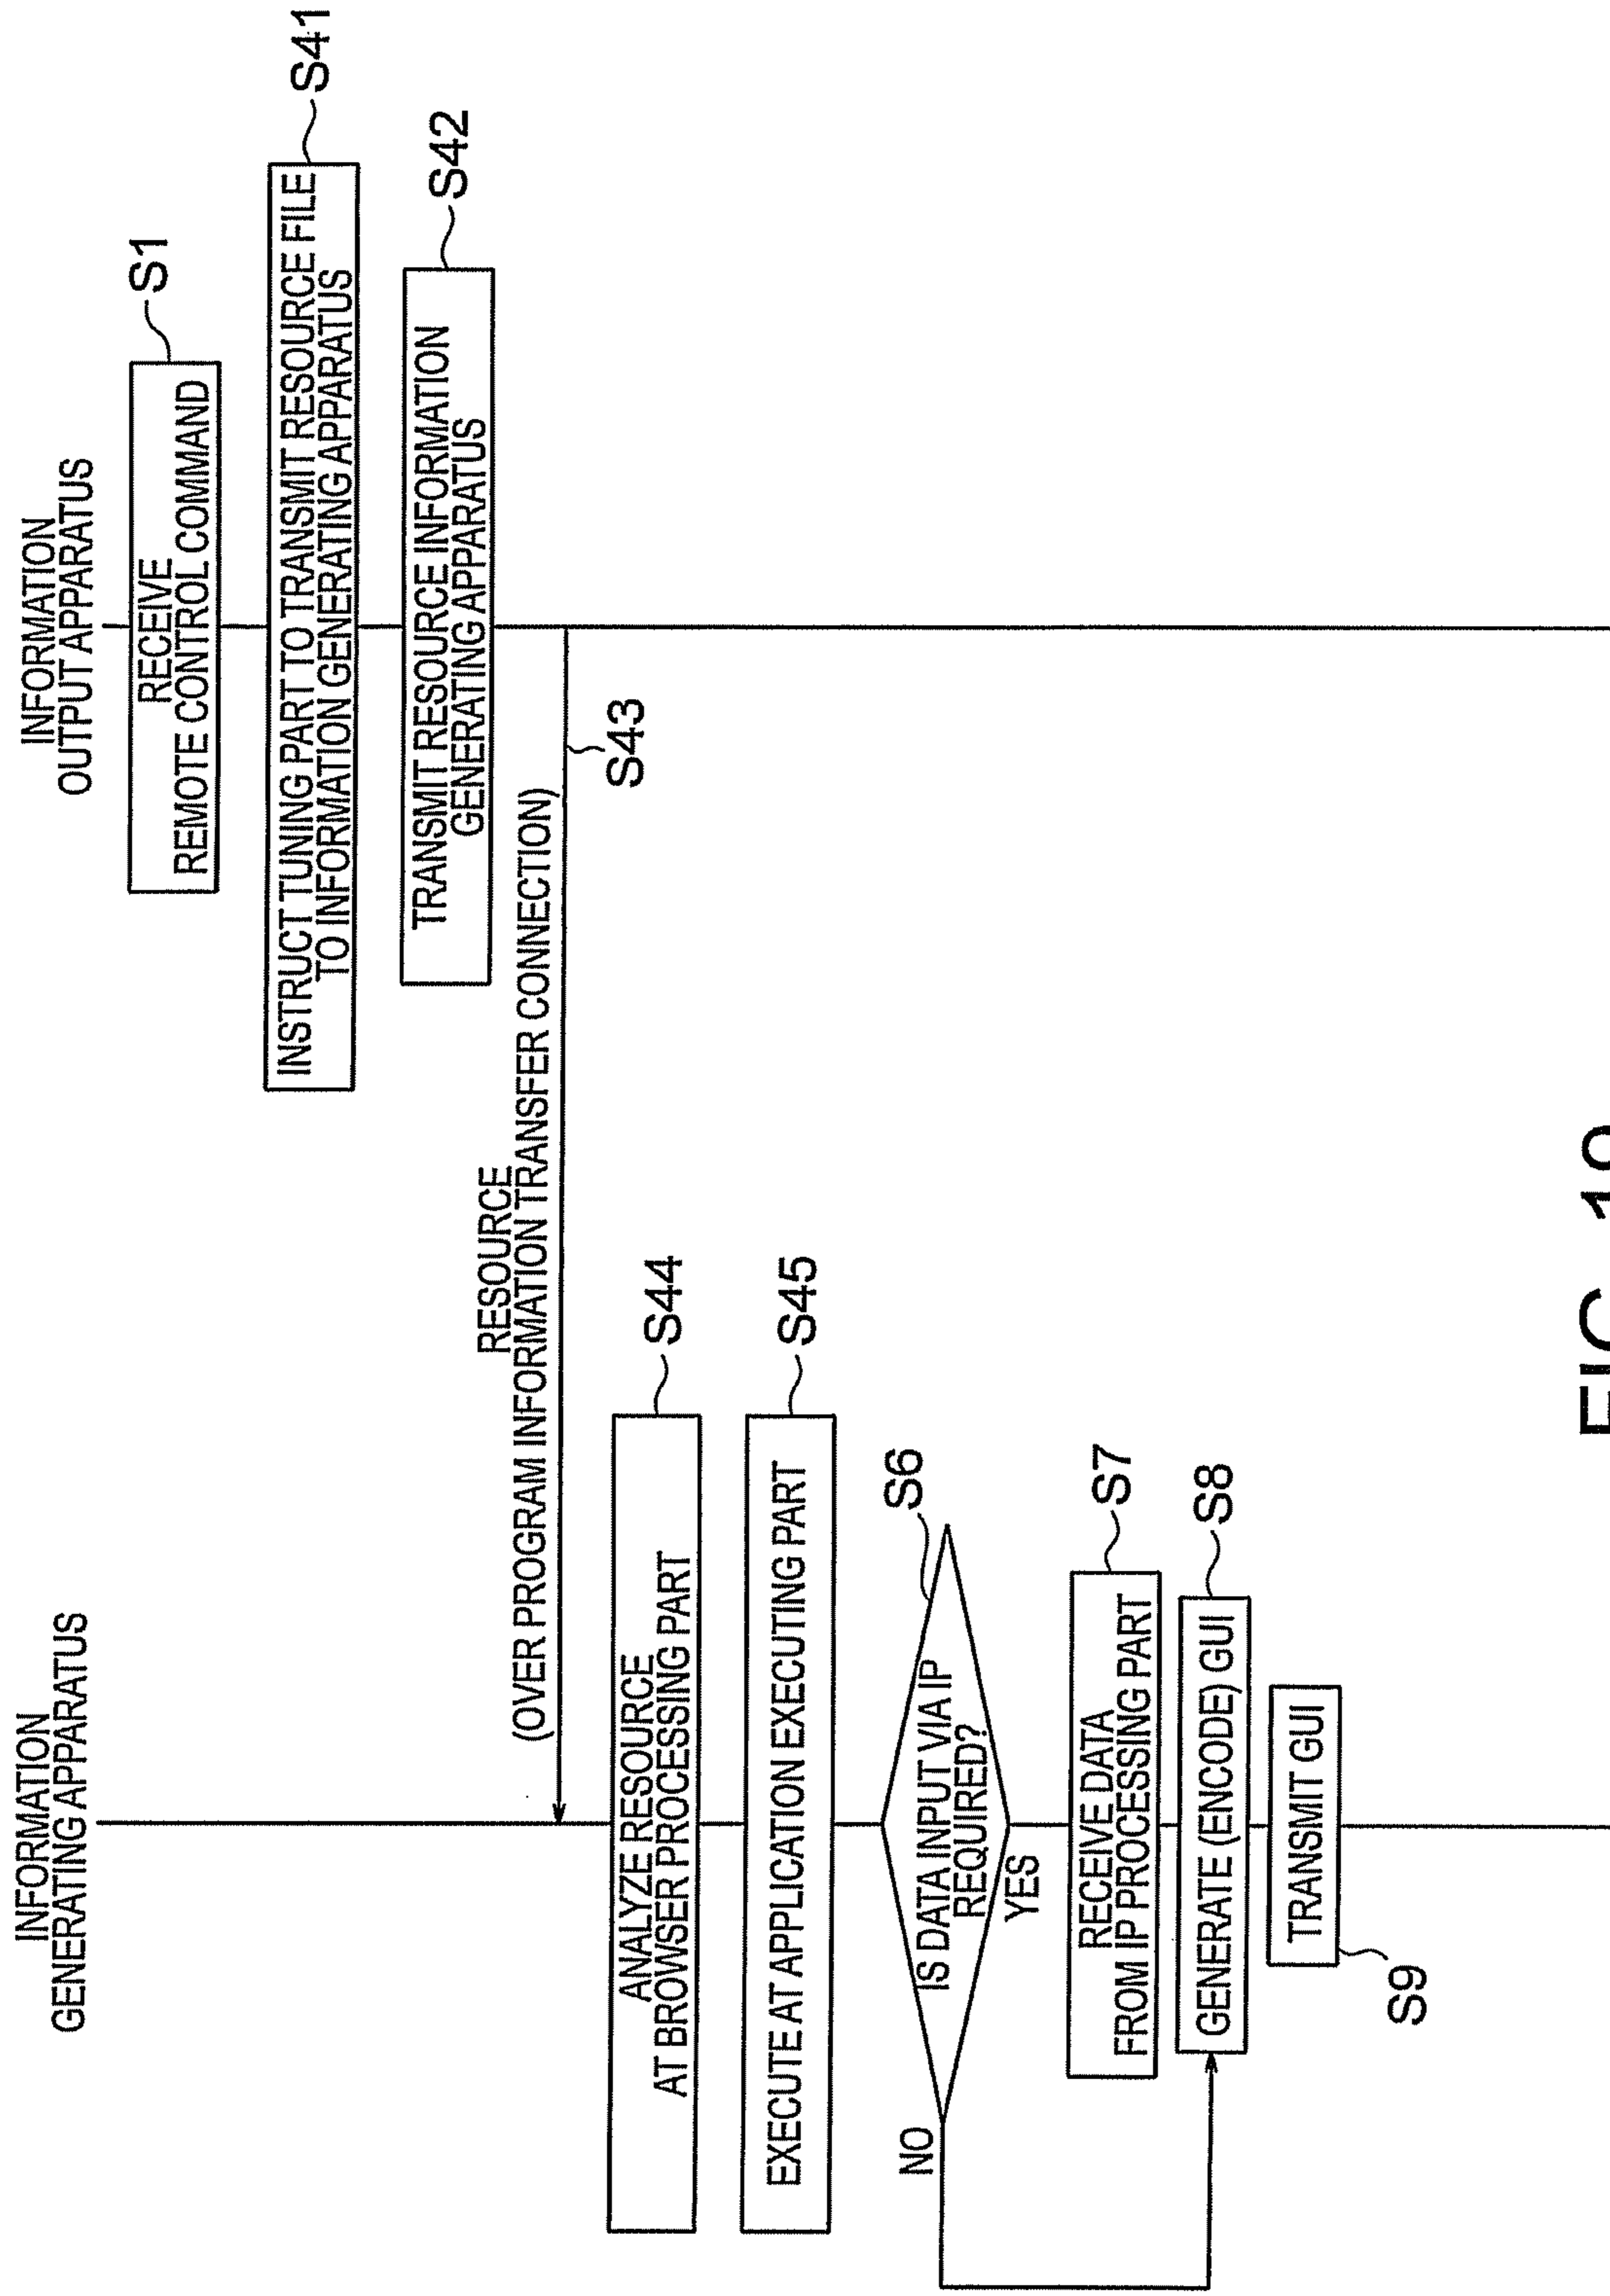 INFORMATION
GENERATING APPARATUS
INFORMATION
OUTPUT APPARATUS
RECEIVE
REMOTE CONTROL COMMAND
S1
INSTRUCT TUNING PART TO TRANSMIT RESOURCE FILE
TO INFORMATION GENERATING APPARATUS
S41
TRANSMIT RESOURCE INFORMATION
GENERATING APPARATUS
S42
RESOURCE
(OVER PROGRAM INFORMATION TRANSFER CONNECTION)
S43
ANALYZE RESOURCE
AT BROWSER PROCESSING PART
S44
EXECUTE AT APPLICATION EXECUTING PART
S45
IS DATA INPUT VIA IP
REQUIRED?
S6
NO
YES
RECEIVE DATA
FROM IP PROCESSING PART
S7
GENERATE (ENCODE) GUI
S8
TRANSMIT GUI
S9